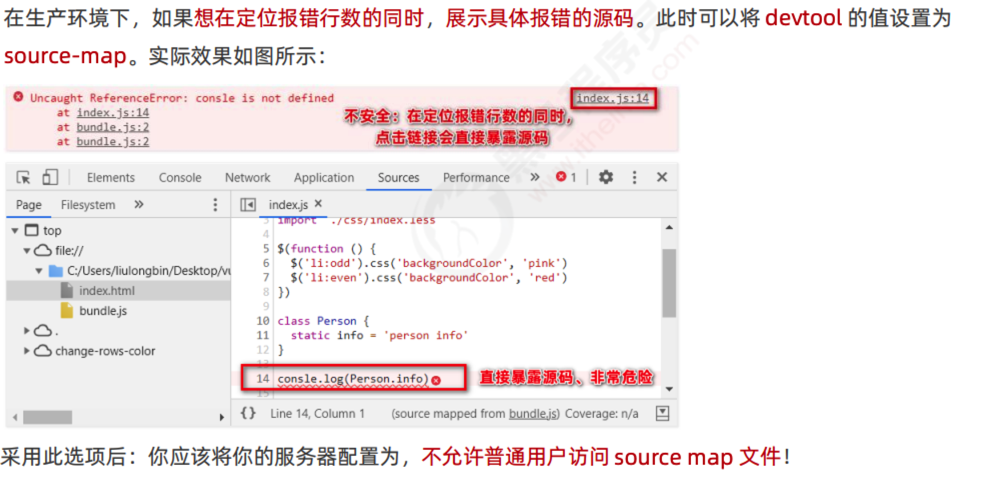 在生产环境下，如果想在定位报错行数的同时，展示具体报错的源码。此时可以将 devtool 的值设置为
source-map。实际效果如图所示：
Uncaught ReferenceError: consle is not defined
index.js:14
at index.js:14
at bundle.js:2
at bundle.js:2
不安全：在定位报错行数的同时，
点击链接会直接暴露源码
Elements Console Network Application Sources Performance » 1
Page Filesystem »
index.js ×
top
file://
C:/Users/liulongbin/Desktop/vu
index.html
bundle.js
.
change-rows-color
3 import './css/index.less
4
5 $(function () {
6 $('li:odd').css('backgroundColor', 'pink')
7 $('li:even').css('backgroundColor', 'red')
8 })
9
10 class Person {
11 static info = 'person info'
12 }
13
14 consle.log(Person.info)
直接暴露源码、非常危险
15
{} Line 14, Column 1 (source mapped from bundle.js) Coverage: n/a
采用此选项后：你应该将你的服务器配置为，不允许普通用户访问 source map 文件！
黑马程序员
www.itheima.com